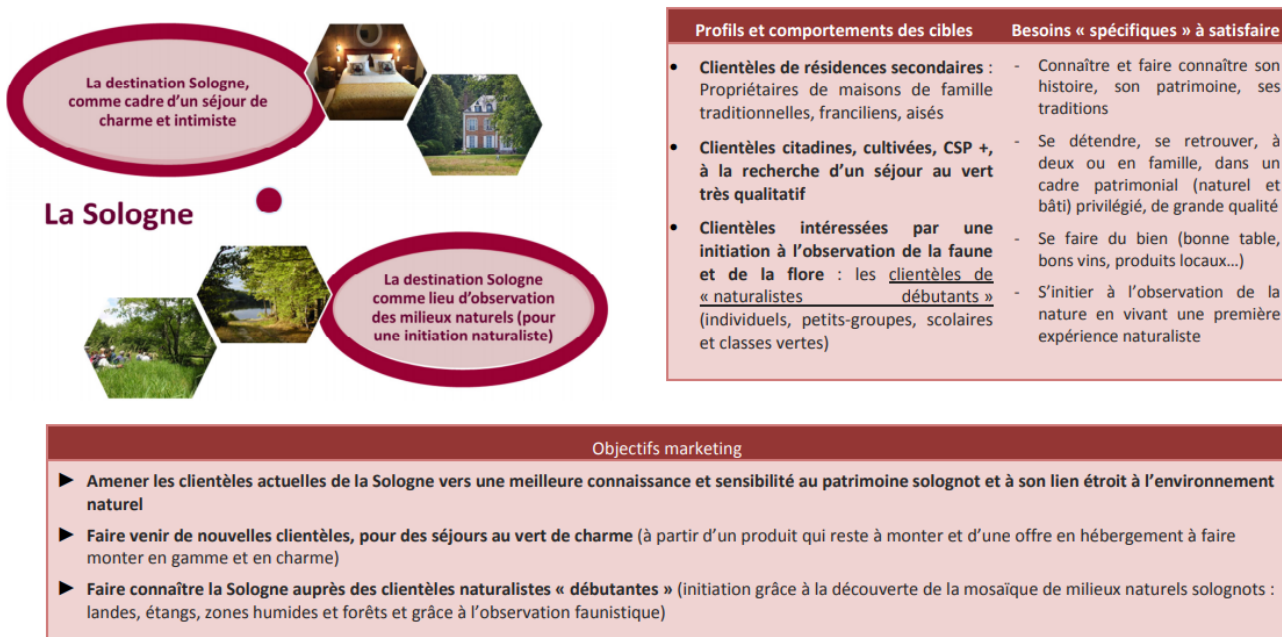 La destination Sologne,
comme cadre d'un séjour de
charme et intimiste
La Sologne
La destination Sologne
comme lieu d'observation
des milieux naturels (pour
une initiation naturaliste)
Profils et comportements des cibles
• Clientèles de résidences secondaires :
Propriétaires de maisons de famille
traditionnelles, franciliens, aisés
• Clientèles citadines, cultivées, CSP +,
à la recherche d'un séjour au vert
très qualitatif
• Clientèles intéressées par une
initiation à l'observation de la faune
et de la flore : les clientèles de
« naturalistes débutants »
(individuels, petits-groupes, scolaires
et classes vertes)
Besoins « spécifiques » à satisfaire
- Connaître et faire connaître son
histoire, son patrimoine, ses
traditions
- Se détendre, se retrouver, à
deux ou en famille, dans un
cadre patrimonial (naturel et
bâti) privilégié, de grande qualité
- Se faire du bien (bonne table,
bons vins, produits locaux…)
- S'initier à l'observation de la
nature en vivant une première
expérience naturaliste
Objectifs marketing
► Amener les clientèles actuelles de la Sologne vers une meilleure connaissance et sensibilité au patrimoine solognot et à son lien étroit à l'environnement
naturel
► Faire venir de nouvelles clientèles, pour des séjours au vert de charme (à partir d'un produit qui reste à monter et d'une offre en hébergement à faire
monter en gamme et en charme)
► Faire connaître la Sologne auprès des clientèles naturalistes « débutantes » (initiation grâce à la découverte de la mosaïque de milieux naturels solognots :
landes, étangs, zones humides et forêts et grâce à l'observation faunistique)